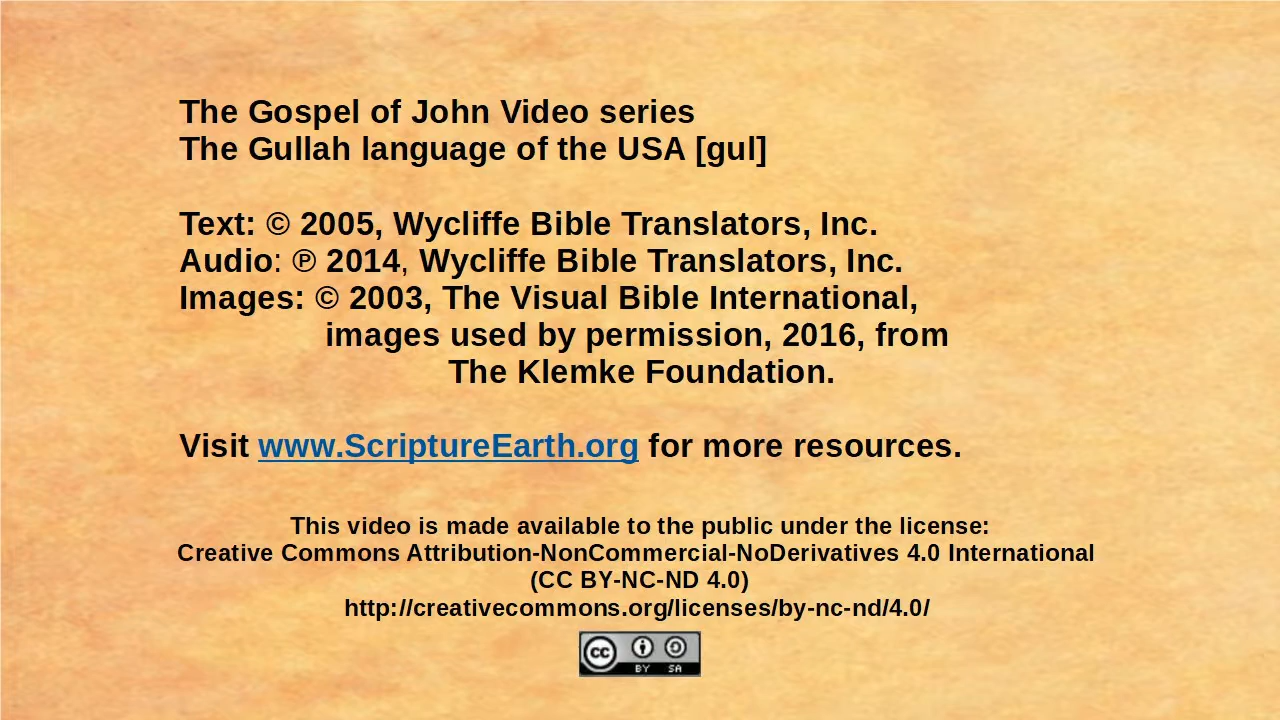 The Gospel of John Video series
The Gullah language of the USA [gul]
Text: © 2005, Wycliffe Bible Translators, Inc.
Audio: ℗ 2014, Wycliffe Bible Translators, Inc.
Images: © 2003, The Visual Bible International,
images used by permission, 2016, from
The Klemke Foundation.
Visit www.ScriptureEarth.org for more resources.
This video is made available to the public under the license:
Creative Commons Attribution-NonCommercial-NoDerivatives 4.0 International
(CC BY-NC-ND 4.0)
http://creativecommons.org/licenses/by-nc-nd/4.0/
cc
BY SA